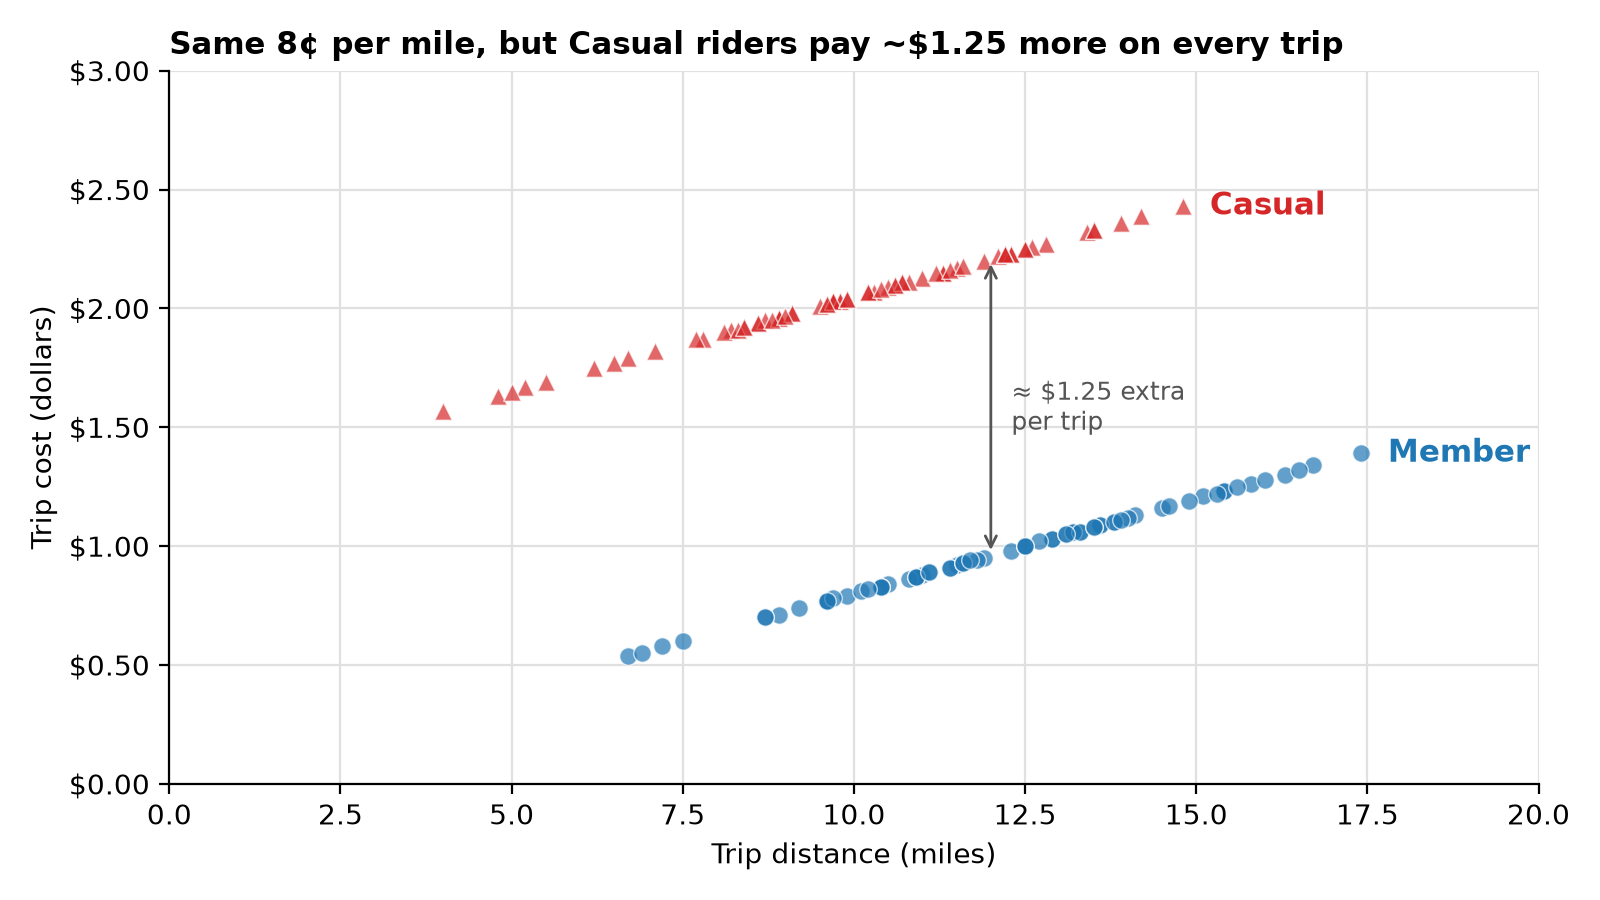 Same 8¢ per mile, but Casual riders pay ~$1.25 more on every trip
$3.00
$2.50
$2.00
$1.50
$1.00
$0.50
$0.00
Trip cost (dollars)
Casual
≈ $1.25 extra
per trip
Member
0.0 2.5 5.0 7.5 10.0 12.5 15.0 17.5 20.0
Trip distance (miles)